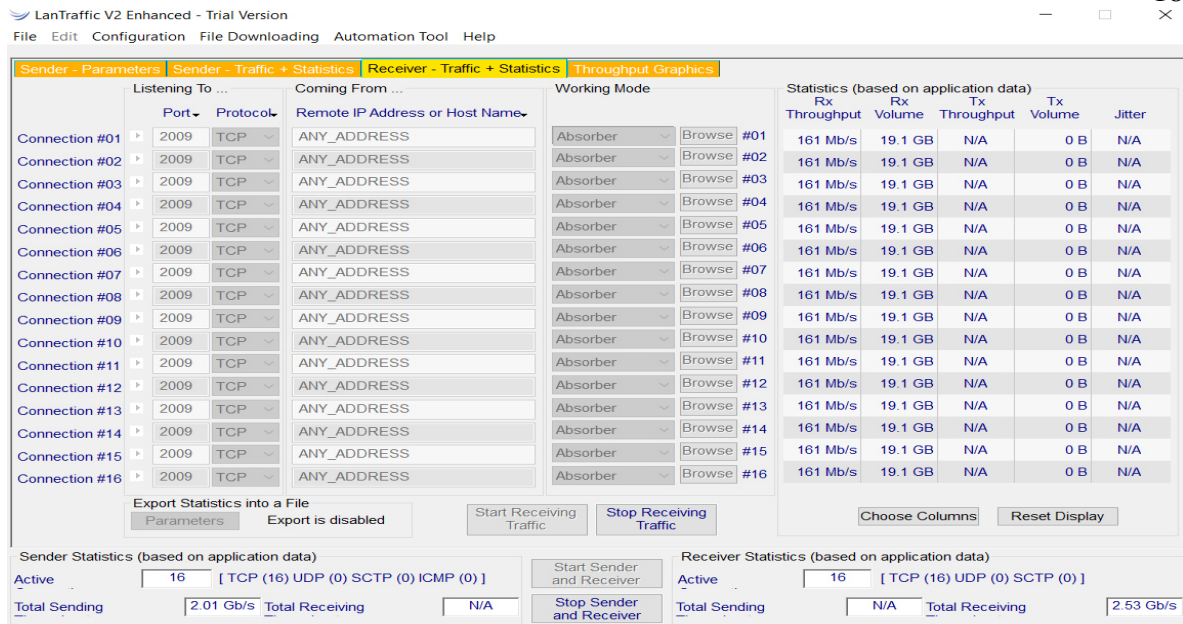 LanTraffic V2 Enhanced - Trial Version
File Edit Configuration File Downloading Automation Tool Help
Sender - Parameters Sender - Traffic + Statistics Receiver - Traffic + Statistics Throughput Graphics
Listening To ... Coming From ... Working Mode Statistics (based on application data)
Port Protocol Remote IP Address or Host Name Rx Throughput Rx Volume Tx Throughput Tx Volume Jitter
Connection #01 2009 TCP ANY_ADDRESS Absorber Browse #01 161 Mb/s 19.1 GB N/A 0 B N/A
Connection #02 2009 TCP ANY_ADDRESS Absorber Browse #02 161 Mb/s 19.1 GB N/A 0 B N/A
Connection #03 2009 TCP ANY_ADDRESS Absorber Browse #03 161 Mb/s 19.1 GB N/A 0 B N/A
Connection #04 2009 TCP ANY_ADDRESS Absorber Browse #04 161 Mb/s 19.1 GB N/A 0 B N/A
Connection #05 2009 TCP ANY_ADDRESS Absorber Browse #05 161 Mb/s 19.1 GB N/A 0 B N/A
Connection #06 2009 TCP ANY_ADDRESS Absorber Browse #06 161 Mb/s 19.1 GB N/A 0 B N/A
Connection #07 2009 TCP ANY_ADDRESS Absorber Browse #07 161 Mb/s 19.1 GB N/A 0 B N/A
Connection #08 2009 TCP ANY_ADDRESS Absorber Browse #08 161 Mb/s 19.1 GB N/A 0 B N/A
Connection #09 2009 TCP ANY_ADDRESS Absorber Browse #09 161 Mb/s 19.1 GB N/A 0 B N/A
Connection #10 2009 TCP ANY_ADDRESS Absorber Browse #10 161 Mb/s 19.1 GB N/A 0 B N/A
Connection #11 2009 TCP ANY_ADDRESS Absorber Browse #11 161 Mb/s 19.1 GB N/A 0 B N/A
Connection #12 2009 TCP ANY_ADDRESS Absorber Browse #12 161 Mb/s 19.1 GB N/A 0 B N/A
Connection #13 2009 TCP ANY_ADDRESS Absorber Browse #13 161 Mb/s 19.1 GB N/A 0 B N/A
Connection #14 2009 TCP ANY_ADDRESS Absorber Browse #14 161 Mb/s 19.1 GB N/A 0 B N/A
Connection #15 2009 TCP ANY_ADDRESS Absorber Browse #15 161 Mb/s 19.1 GB N/A 0 B N/A
Connection #16 2009 TCP ANY_ADDRESS Absorber Browse #16 161 Mb/s 19.1 GB N/A 0 B N/A
Export Statistics into a File
Parameters Export is disabled Start Receiving Traffic Stop Receiving Traffic Choose Columns Reset Display
Sender Statistics (based on application data) Start Sender and Receiver Receiver Statistics (based on application data)
Active 16 [ TCP (16) UDP (0) SCTP (0) ICMP (0) ] Active 16 [ TCP (16) UDP (0) SCTP (0) ]
Total Sending 2.01 Gb/s Total Receiving N/A Stop Sender and Receiver Total Sending N/A Total Receiving 2.53 Gb/s